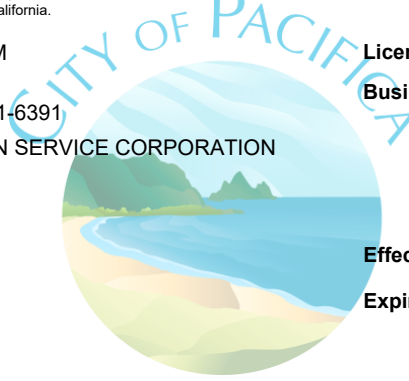 alifornia.
CITY OF PACIFICA
M
Licen
Busi
1-6391
N SERVICE CORPORATION
Effec
Expir